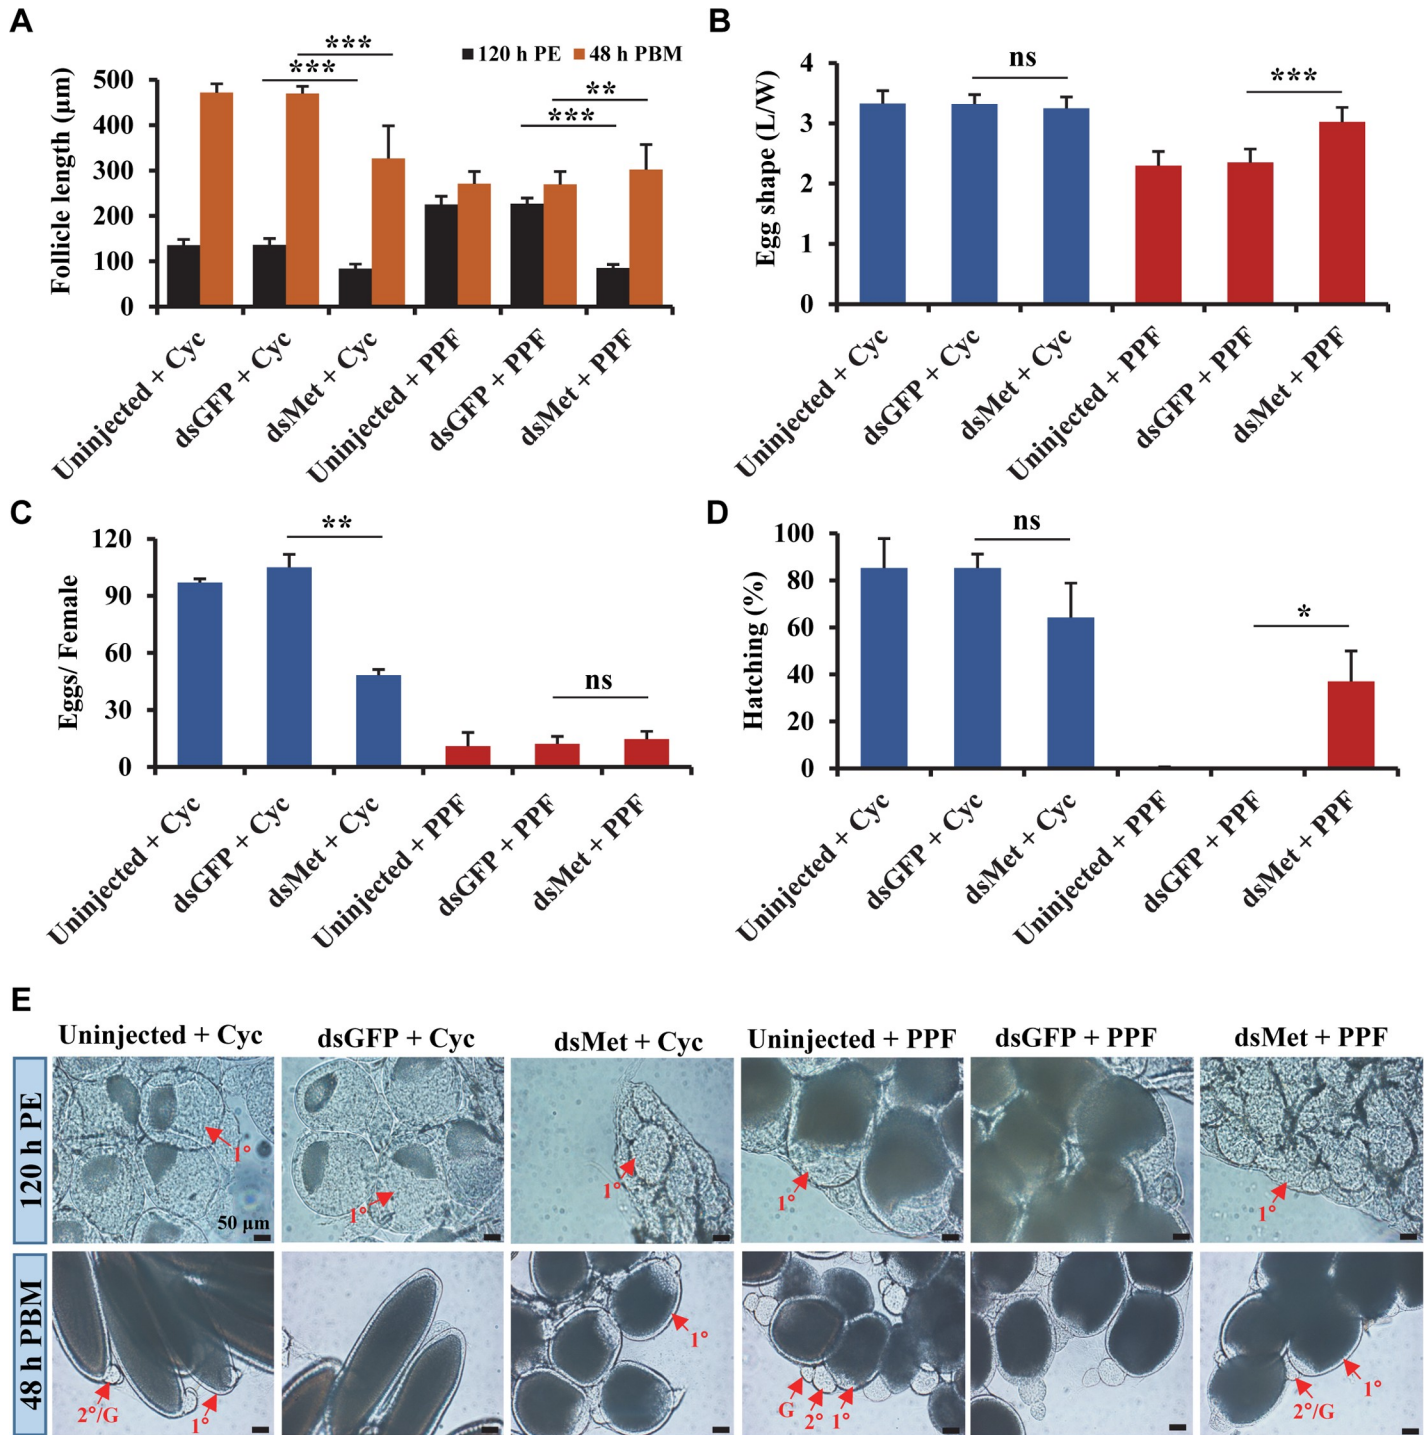 A
120 h PE
48 h PBM
***
***
**
***
Follicle length (μm)
500
400
300
200
100
0
Uninjected + Cyc
dsGFP + Cyc
dsMet + Cyc
Uninjected + PPF
dsGFP + PPF
dsMet + PPF
B
ns
***
Egg shape (L/W)
4
3
2
1
0
Uninjected + Cyc
dsGFP + Cyc
dsMet + Cyc
Uninjected + PPF
dsGFP + PPF
dsMet + PPF
C
**
ns
Eggs/ Female
120
90
60
30
0
Uninjected + Cyc
dsGFP + Cyc
dsMet + Cyc
Uninjected + PPF
dsGFP + PPF
dsMet + PPF
D
ns
*
Hatching (%)
100
80
60
40
20
0
Uninjected + Cyc
dsGFP + Cyc
dsMet + Cyc
Uninjected + PPF
dsGFP + PPF
dsMet + PPF
E
Uninjected + Cyc
dsGFP + Cyc
dsMet + Cyc
Uninjected + PPF
dsGFP + PPF
dsMet + PPF
120 h PE
1°
50 μm
1°
1°
1°
1°
1°
48 h PBM
2°/G
1°
1°
G
2°
1°
2°/G
1°